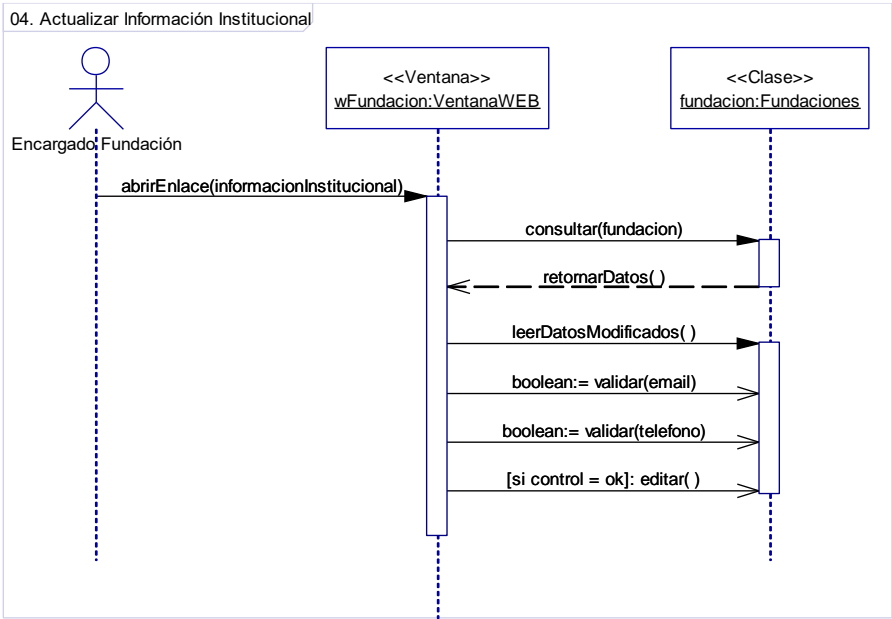 04. Actualizar Información Institucional
<<Ventana>>
wFundacion:VentanaWEB
<<Clase>>
fundacion:Fundaciones
Encargado Fundación
abrirEnlace(informacionInstitucional)
consultar(fundacion)
retornarDatos( )
leerDatosModificados( )
boolean:= validar(email)
boolean:= validar(telefono)
[si control = ok]: editar( )